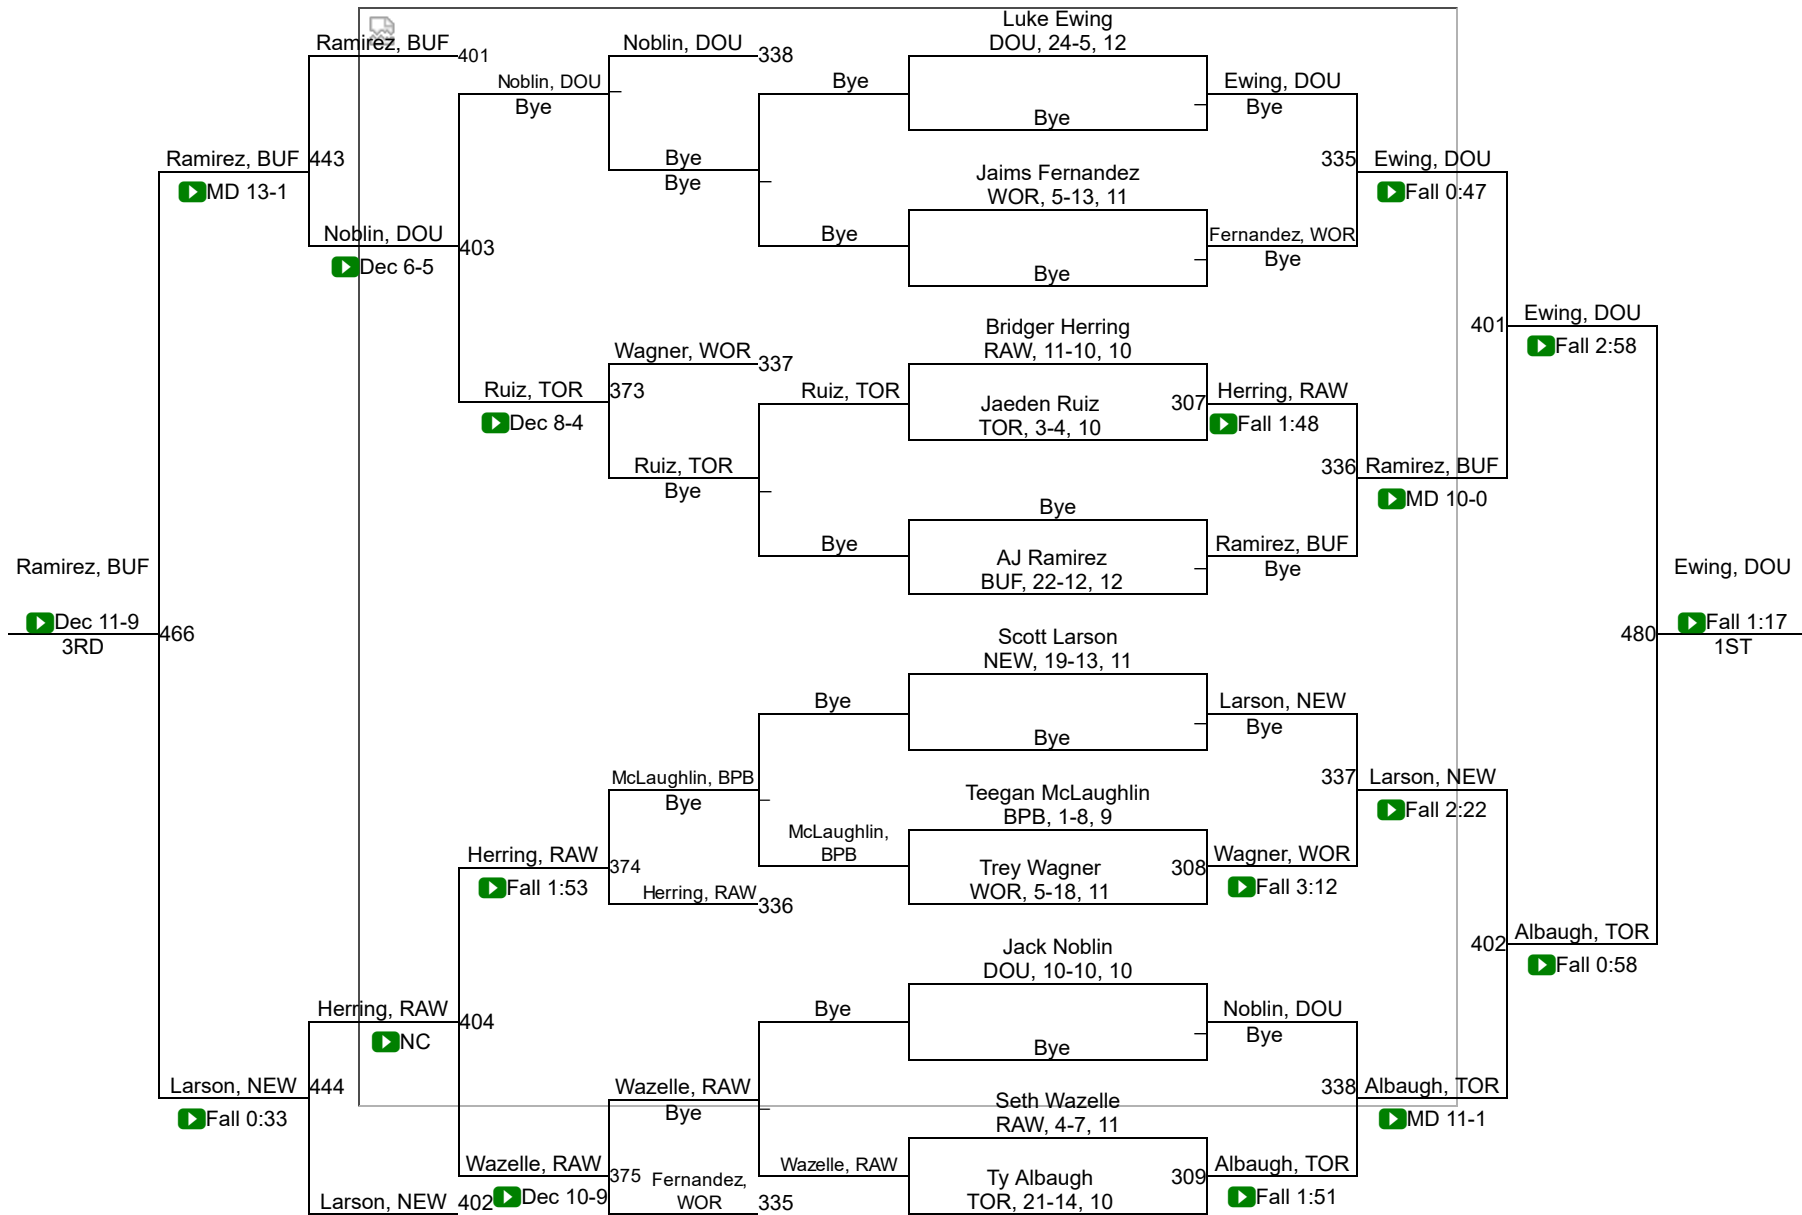 Luke Ewing
DOU, 24-5, 12
Ramirez, BUF
401
Noblin, DOU
338
Noblin, DOU
Bye
Bye
Bye
Ewing, DOU
Bye
Ramirez, BUF
443
MD 13-1
Bye
Bye
Jaims Fernandez
WOR, 5-13, 11
335
Ewing, DOU
Fall 0:47
Noblin, DOU
403
Dec 6-5
Bye
Bye
Fernandez, WOR
Bye
Bridger Herring
RAW, 11-10, 10
401
Ewing, DOU
Fall 2:58
Wagner, WOR
337
Ruiz, TOR
373
Dec 8-4
Ruiz, TOR
Jaeden Ruiz
TOR, 3-4, 10
307
Herring, RAW
Fall 1:48
Ruiz, TOR
Bye
336
Ramirez, BUF
MD 10-0
Bye
Bye
AJ Ramirez
BUF, 22-12, 12
Ramirez, BUF
Bye
Ramirez, BUF
Dec 11-9
3RD
466
Ewing, DOU
480
Fall 1:17
1ST
Scott Larson
NEW, 19-13, 11
Bye
Bye
Larson, NEW
Bye
McLaughlin, BPB
Bye
Teegan McLaughlin
BPB, 1-8, 9
337
Larson, NEW
Fall 2:22
McLaughlin,
BPB
Trey Wagner
WOR, 5-18, 11
308
Wagner, WOR
Fall 3:12
Herring, RAW
374
Fall 1:53
Herring, RAW
336
Jack Noblin
DOU, 10-10, 10
402
Albaugh, TOR
Fall 0:58
Herring, RAW
404
NC
Bye
Bye
Noblin, DOU
Bye
Larson, NEW
444
Fall 0:33
Wazelle, RAW
Bye
Seth Wazelle
RAW, 4-7, 11
338
Albaugh, TOR
MD 11-1
Wazelle, RAW
375
Dec 10-9
Fernandez,
WOR
335
Wazelle, RAW
Ty Albaugh
TOR, 21-14, 10
309
Albaugh, TOR
Fall 1:51
Larson, NEW
402